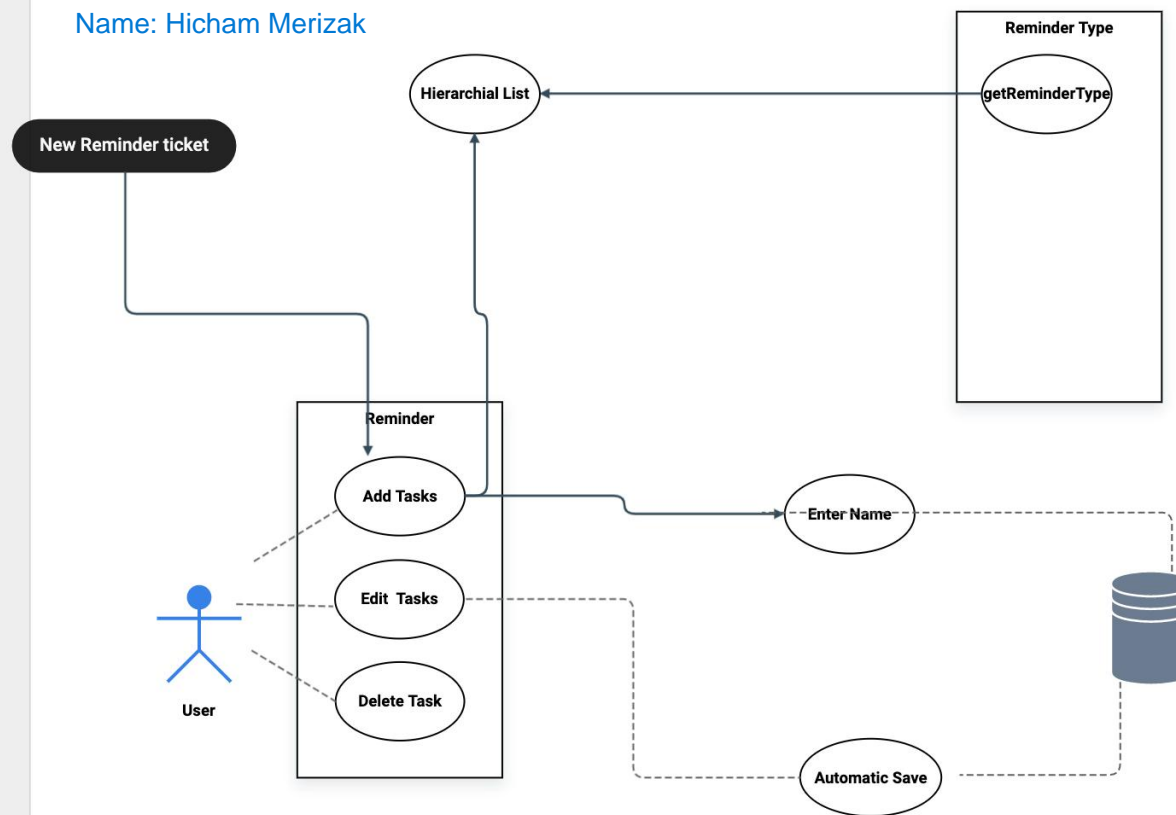 Name: Hicham Merizak
Reminder Type
Hierarchial List
getReminderType
New Reminder ticket
Reminder
Add Tasks
Enter Name
Edit Tasks
Delete Task
User
Automatic Save